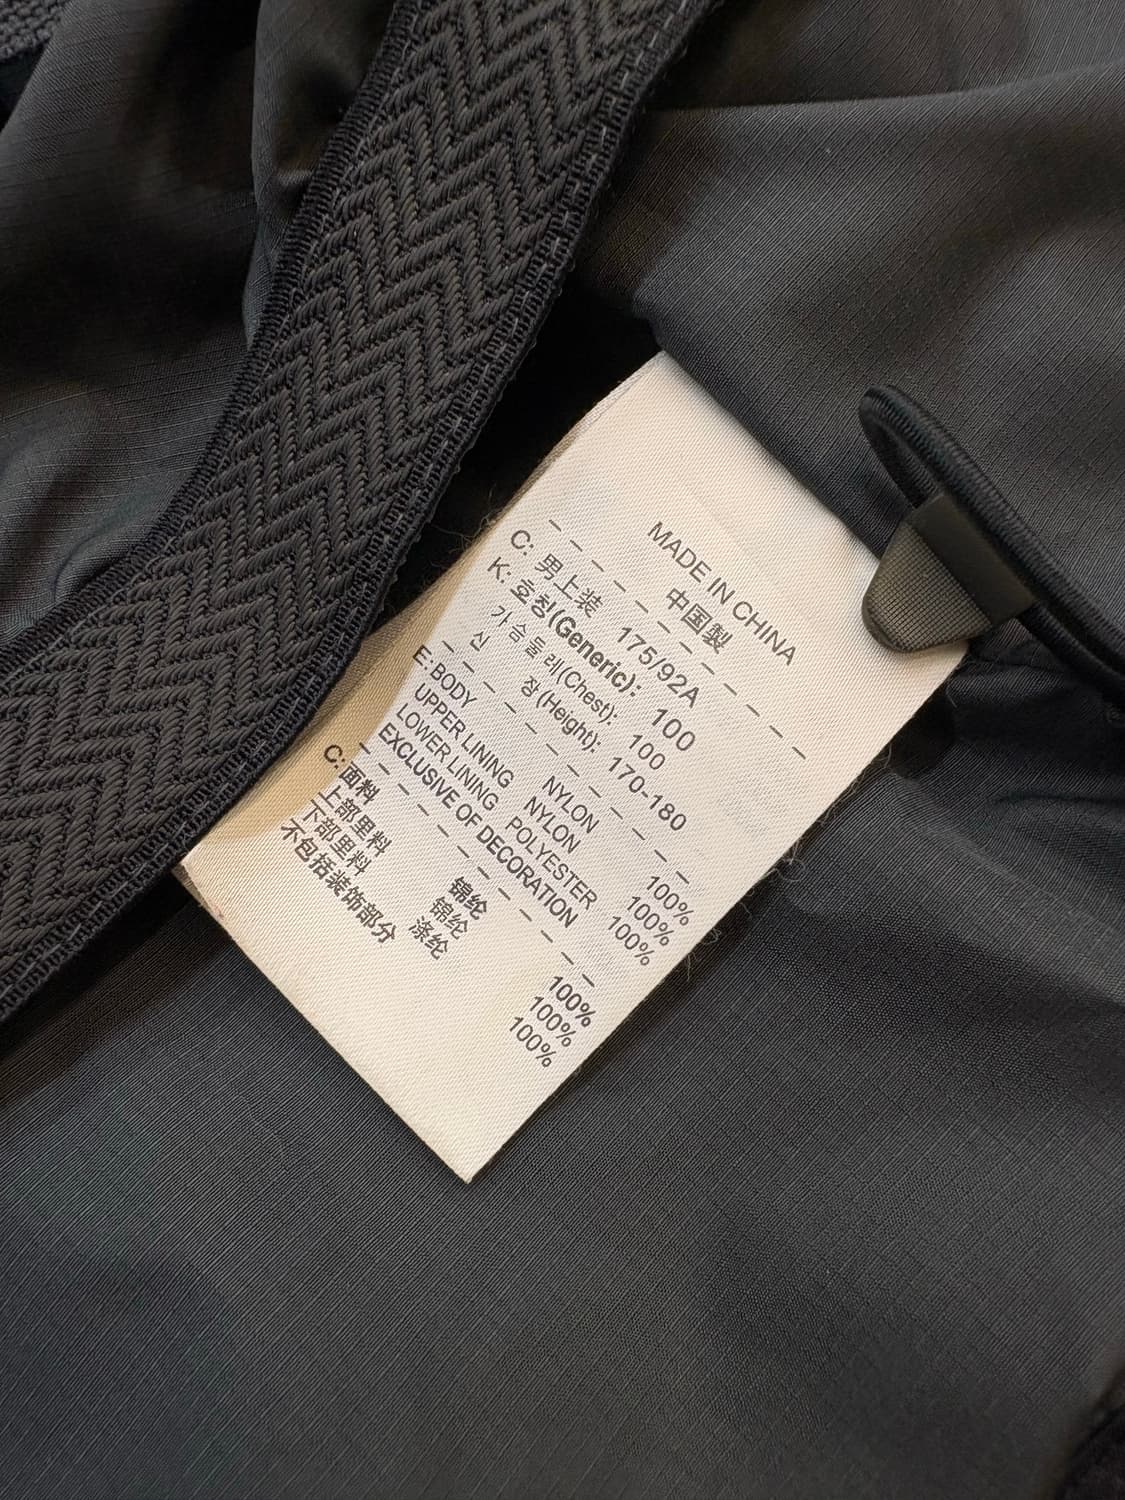 MADE IN CHINA
中国製
– – – – – – – – – – – –
C: 男上装 175/92A
K: 호칭(Generic): 100
가슴둘레(Chest): 100
신 장 (Height): 170-180
– – – – – – – – – – – –
E: BODY NYLON 100%
UPPER LINING NYLON 100%
LOWER LINING POLYESTER 100%
EXCLUSIVE OF DECORATION
– – – – – – – – – – – –
C: 面料 锦纶 100%
上部里料 锦纶 100%
下部里料 涤纶 100%
不包括装饰部分